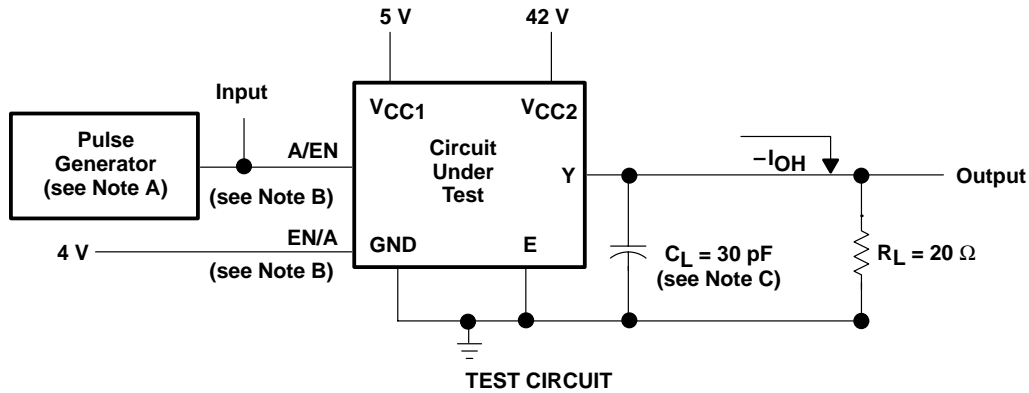 5 V
42 V
Input
Pulse
Generator
(see Note A)
A/EN
(see Note B)
4 V
EN/A
(see Note B)
VCC1
VCC2
Circuit
Under
Test
Y
GND
E
–IOH
Output
CL = 30 pF
(see Note C)
RL = 20 Ω
TEST CIRCUIT